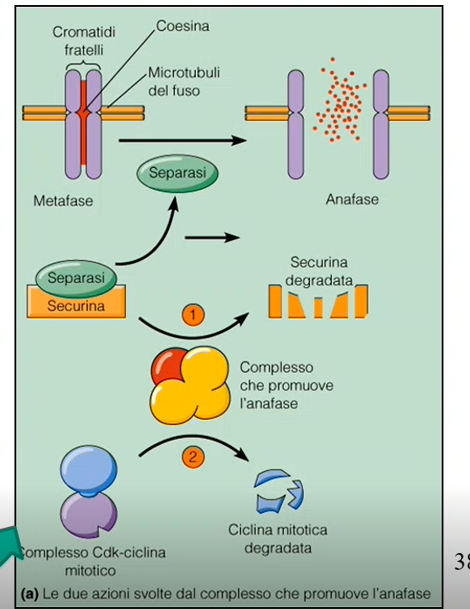 Cromatidi
fratelli
Coesina
Microtubuli
del fuso
Separasi
Metafase
Anafase
Separasi
Securina
Securina
degradata
1
Complesso
che promuove
l'anafase
2
Ciclina mitotica
degradata
Complesso Cdk-ciclina
mitotico
38
(a) Le due azioni svolte dal complesso che promuove l'anafase